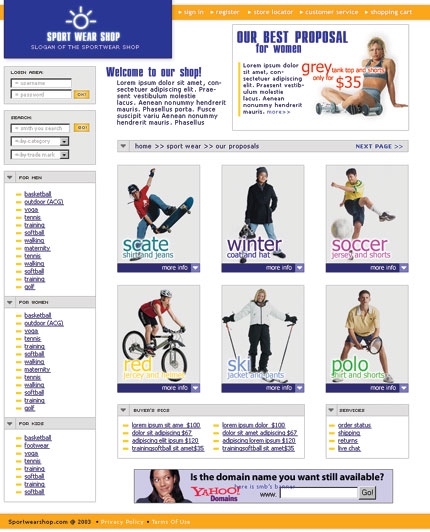 sign in
register
store locator
customer service
shopping cart
SPORT WEAR SHOP
SLOGAN OF THE SPORTWEAR SHOP
OUR BEST PROPOSAL
for women
Lorem ipsum dolor
sit amet, con-
sectetuer adipiscing
elit. Praesent
vestibulum molestie
lacus. Aenean
nonummy hendrerit
mauris. more>>
grey tank top and shorts
only for $35
LOGIN AREA:
username
password
GO!
Welcome to our shop!
Lorem ipsum dolor sit amet, con-
sectetuer adipiscing elit. Prae-
sent vestibulum molestie
lacus. Aenean nonummy hendrerit
mauris. Phasellus porta. Fusce
suscipit variu Aenean nonummy
hendrerit mauris. Phasellus
SEARCH:
smth you search
GO!
by category
by trade mark
home >> sport wear >> our proposals
NEXT PAGE >>
FOR MEN
basketball
outdoor (ACG)
yoga
tennis
training
softball
walking
maternity
tennis
walking
softball
training
golf
scate
shirt and jeans
more info
winter
coat and hat
more info
soccer
jersey and shorts
more info
FOR WOMEN
basketball
outdoor (ACG)
yoga
tennis
training
softball
walking
maternity
tennis
walking
softball
training
golf
red
jersey and helmet
more info
ski
jacket and pants
more info
polo
shirt and shorts
more info
FOR KIDS
basketball
footwear
yoga
tennis
training
softball
walking
BUYER'S PICS
lorem ipsum sit ame $100
dolor sit amet adipiscing $67
adipiscing elit ipsum $120
trainingsoftball sit amet$35
lorem ipsum dolor $100
dolor sit amet adipiscing $67
adipiscing elit ipsum $120
trainingsoftball sit amet$35
SERVICES
order status
shipping
returns
live chat
Is the domain name you want still available?
here is smb's banner
YAHOO!
Domains
www.
Go!
Sportwearshop.com @ 2003 • Privacy Policy • Terms Of Use